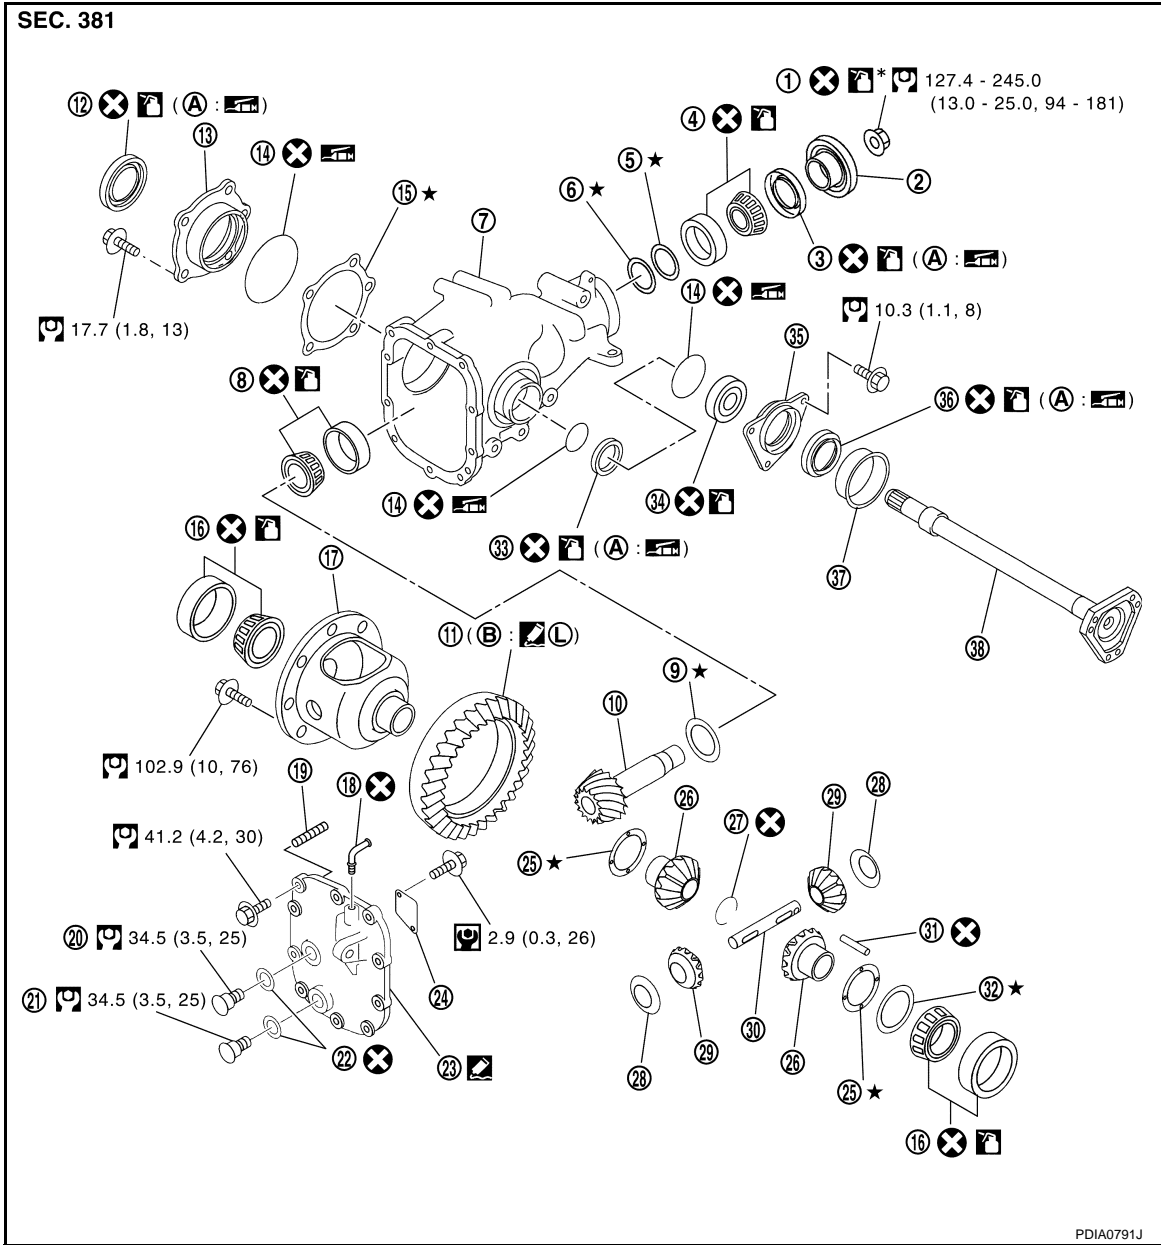 SEC. 381
① * 127.4 - 245.0
(13.0 - 25.0, 94 - 181)
⑫ ( Ⓐ : )
⑬
④
⑭
⑤ ★
②
⑮ ★
⑥ ★
⑦
③ ( Ⓐ : )
⑭
10.3 (1.1, 8)
17.7 (1.8, 13)
㉟
⑧
㊱ ( Ⓐ : )
⑭
㉞
⑯
⑰
㉝ ( Ⓐ : )
㊲
⑪ ( Ⓑ : Ⓛ )
㊳
⑨ ★
⑩
102.9 (10, 76)
⑲
⑱
㉖
㉙
㉘
㉗
41.2 (4.2, 30)
㉕ ★
⑳ 34.5 (3.5, 25)
2.9 (0.3, 26)
㉛
㉑ 34.5 (3.5, 25)
㉔
㉜ ★
㉚
㉒
㉓
㉙
㉖
㉘
㉕ ★
⑯
PDIA0791J